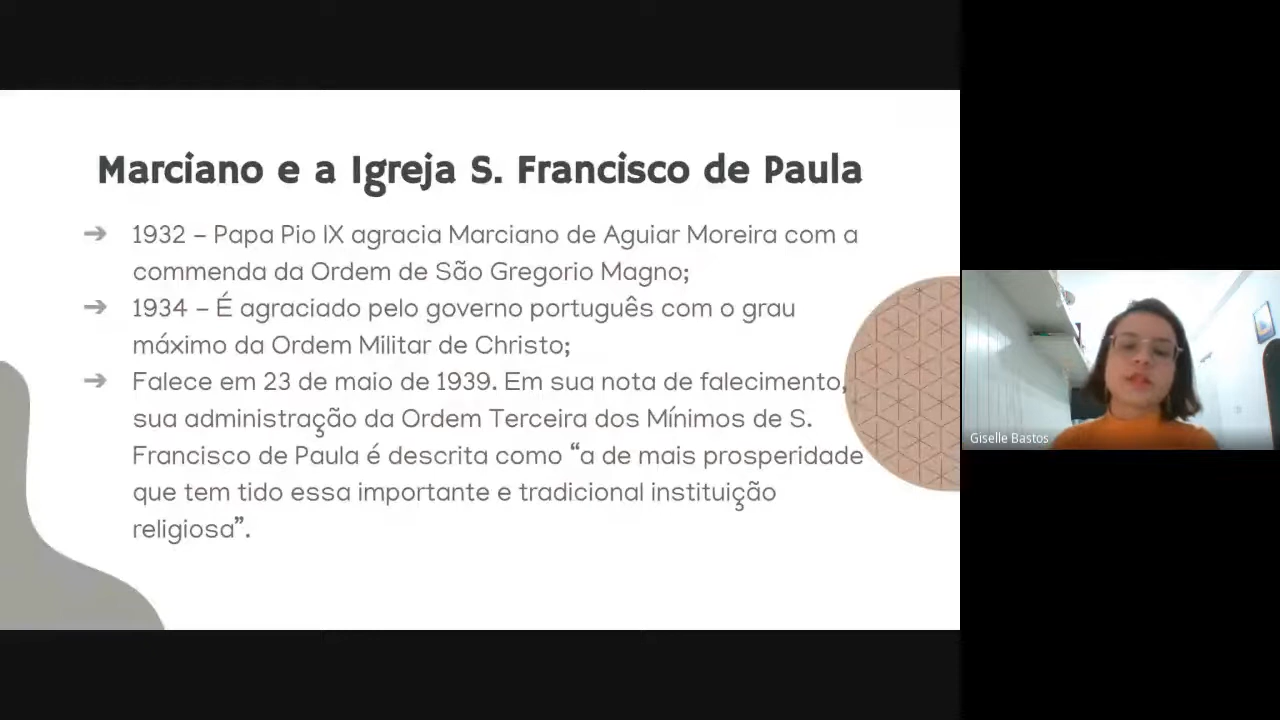 Marciano e a Igreja S. Francisco de Paula
➔ 1932 – Papa Pio IX agracia Marciano de Aguiar Moreira com a
commenda da Ordem de São Gregorio Magno;
➔ 1934 – É agraciado pelo governo português com o grau
máximo da Ordem Militar de Christo;
➔ Falece em 23 de maio de 1939. Em sua nota de falecimento,
sua administração da Ordem Terceira dos Mínimos de S.
Francisco de Paula é descrita como “a de mais prosperidade
que tem tido essa importante e tradicional instituição
religiosa”.
Giselle Bastos